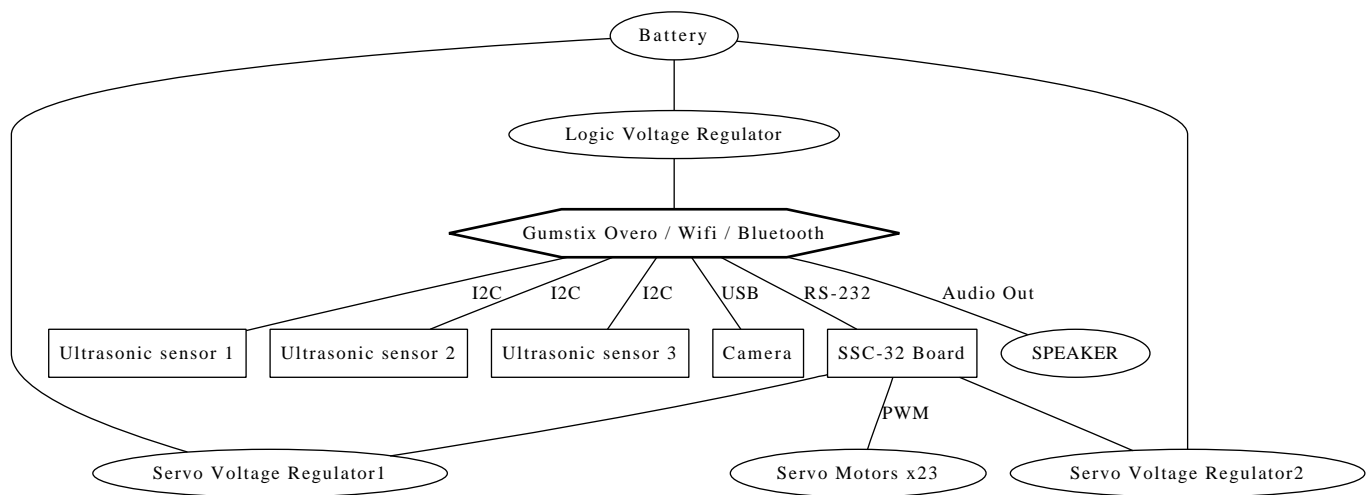 Battery
Logic Voltage Regulator
Gumstix Overo / Wifi / Bluetooth
I2C
I2C
I2C
USB
RS-232
Audio Out
Ultrasonic sensor 1
Ultrasonic sensor 2
Ultrasonic sensor 3
Camera
SSC-32 Board
SPEAKER
PWM
Servo Voltage Regulator1
Servo Motors x23
Servo Voltage Regulator2